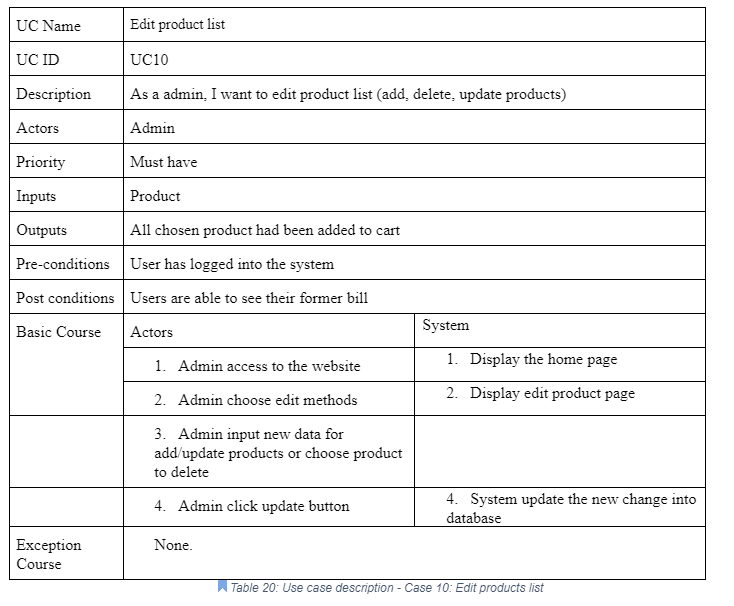 UC Name
Edit product list
UC ID
UC10
Description
As a admin, I want to edit product list (add, delete, update products)
Actors
Admin
Priority
Must have
Inputs
Product
Outputs
All chosen product had been added to cart
Pre-conditions
User has logged into the system
Post conditions
Users are able to see their former bill
Basic Course
Actors
System
1. Admin access to the website
1. Display the home page
2. Admin choose edit methods
2. Display edit product page
3. Admin input new data for
add/update products or choose product
to delete
4. Admin click update button
4. System update the new change into
database
Exception
Course
None.
Table 20: Use case description - Case 10: Edit products list